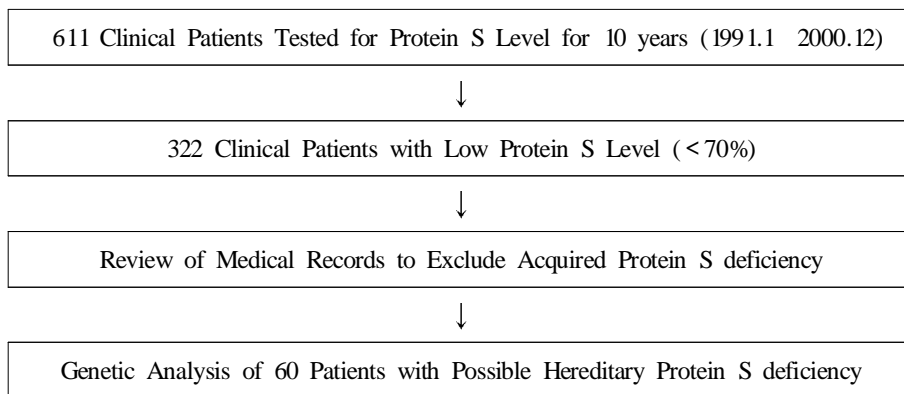 611 Clinical Patients Tested for Protein S Level for 10 years (1991.1 2000.12)
↓
322 Clinical Patients with Low Protein S Level (<70%)
↓
Review of Medical Records to Exclude Acquired Protein S deficiency
↓
Genetic Analysis of 60 Patients with Possible Hereditary Protein S deficiency